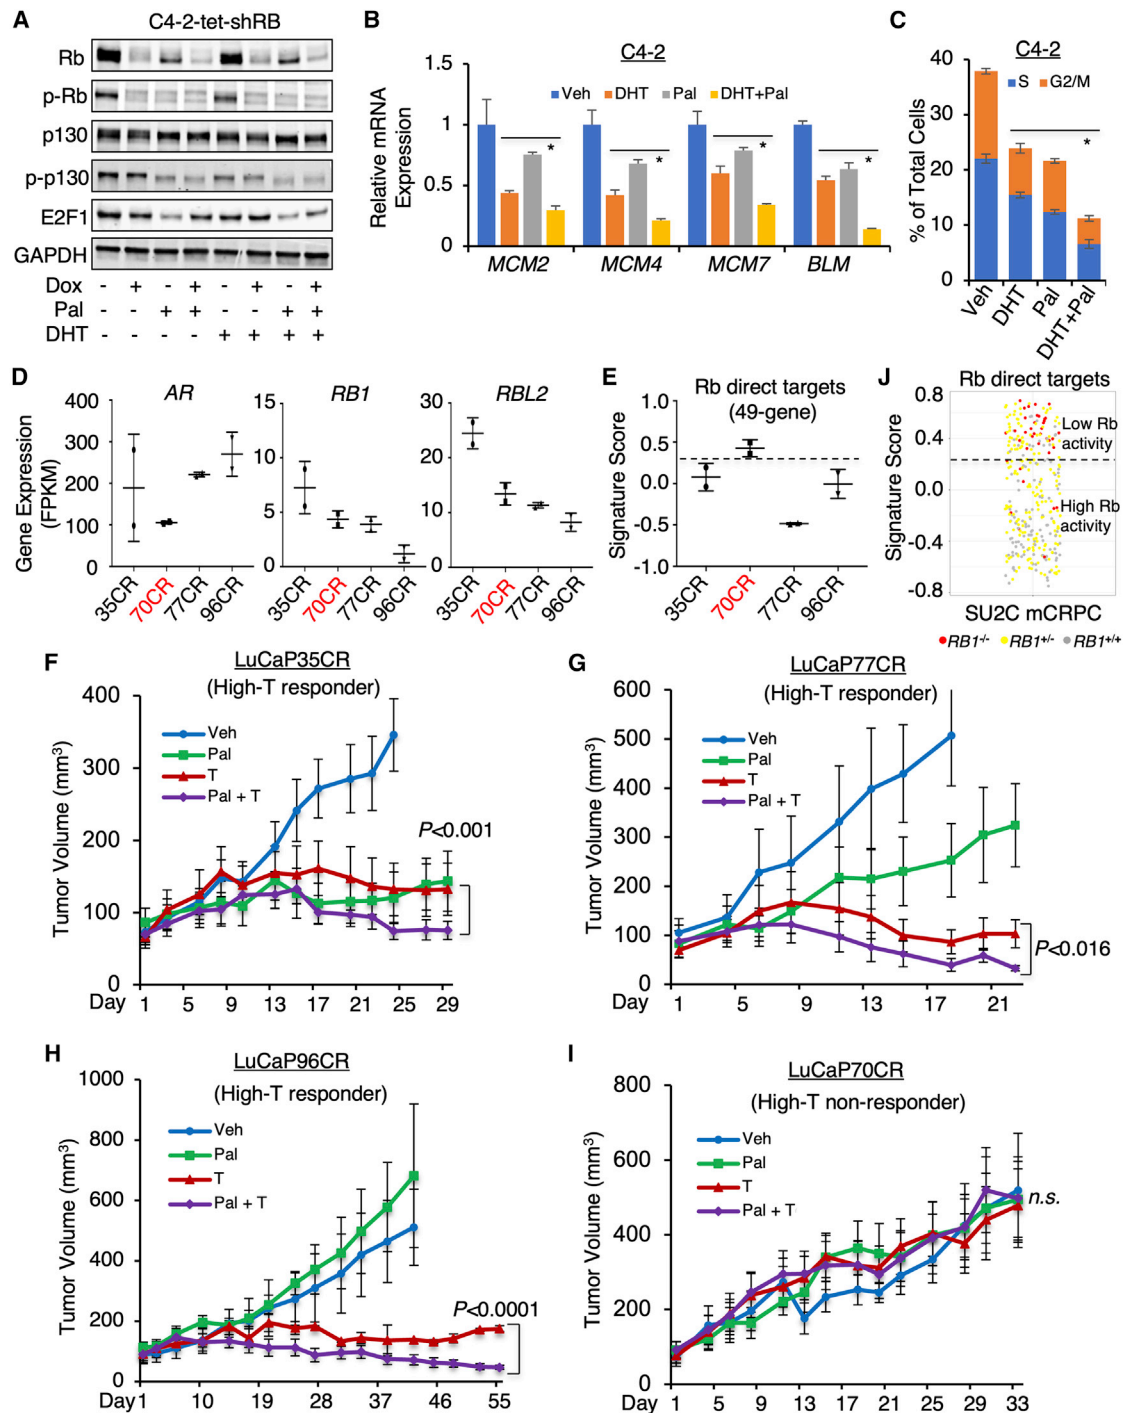 A
C4-2-tet-shRB
Rb
p-Rb
p130
p-p130
E2F1
GAPDH
Dox - + - + - + - +
Pal - - + + - - + +
DHT - - - - + + + +
B
C4-2
Veh DHT Pal DHT+Pal
Relative mRNA
Expression
1.5
1
0.5
0
* * * *
MCM2 MCM4 MCM7 BLM
C
C4-2
S G2/M
% of Total Cells
40
30
20
10
0
*
Veh DHT Pal DHT+Pal
D
Gene Expression
(FPKM)
AR
400
300
200
100
0
35CR 70CR 77CR 96CR
RB1
15
10
5
0
35CR 70CR 77CR 96CR
RBL2
30
20
10
0
35CR 70CR 77CR 96CR
E
Rb direct targets
(49-gene)
Signature Score
1.0
0.5
0.0
-0.5
-1.0
35CR 70CR 77CR 96CR
J
Rb direct targets
Signature Score
0.8
0.4
0.0
-0.4
-0.8
Low Rb
activity
High Rb
activity
SU2C mCRPC
RB1-/- RB1+/- RB1+/+
F
LuCaP35CR
(High-T responder)
Tumor Volume (mm³)
400
300
200
100
0
Veh
Pal
T
Pal + T
P<0.001
Day 1 5 9 13 17 21 25 29
G
LuCaP77CR
(High-T responder)
Tumor Volume (mm³)
600
500
400
300
200
100
0
Veh
Pal
T
Pal + T
P<0.016
1 5 9 13 17 21
H
LuCaP96CR
(High-T responder)
Tumor Volume (mm³)
1000
800
600
400
200
0
Veh
Pal
T
Pal + T
P<0.0001
Day 1 10 19 28 37 46 55
I
LuCaP70CR
(High-T non-responder)
Tumor Volume (mm³)
800
600
400
200
0
Veh
Pal
T
Pal + T
n.s.
Day 1 5 9 13 17 21 25 29 33